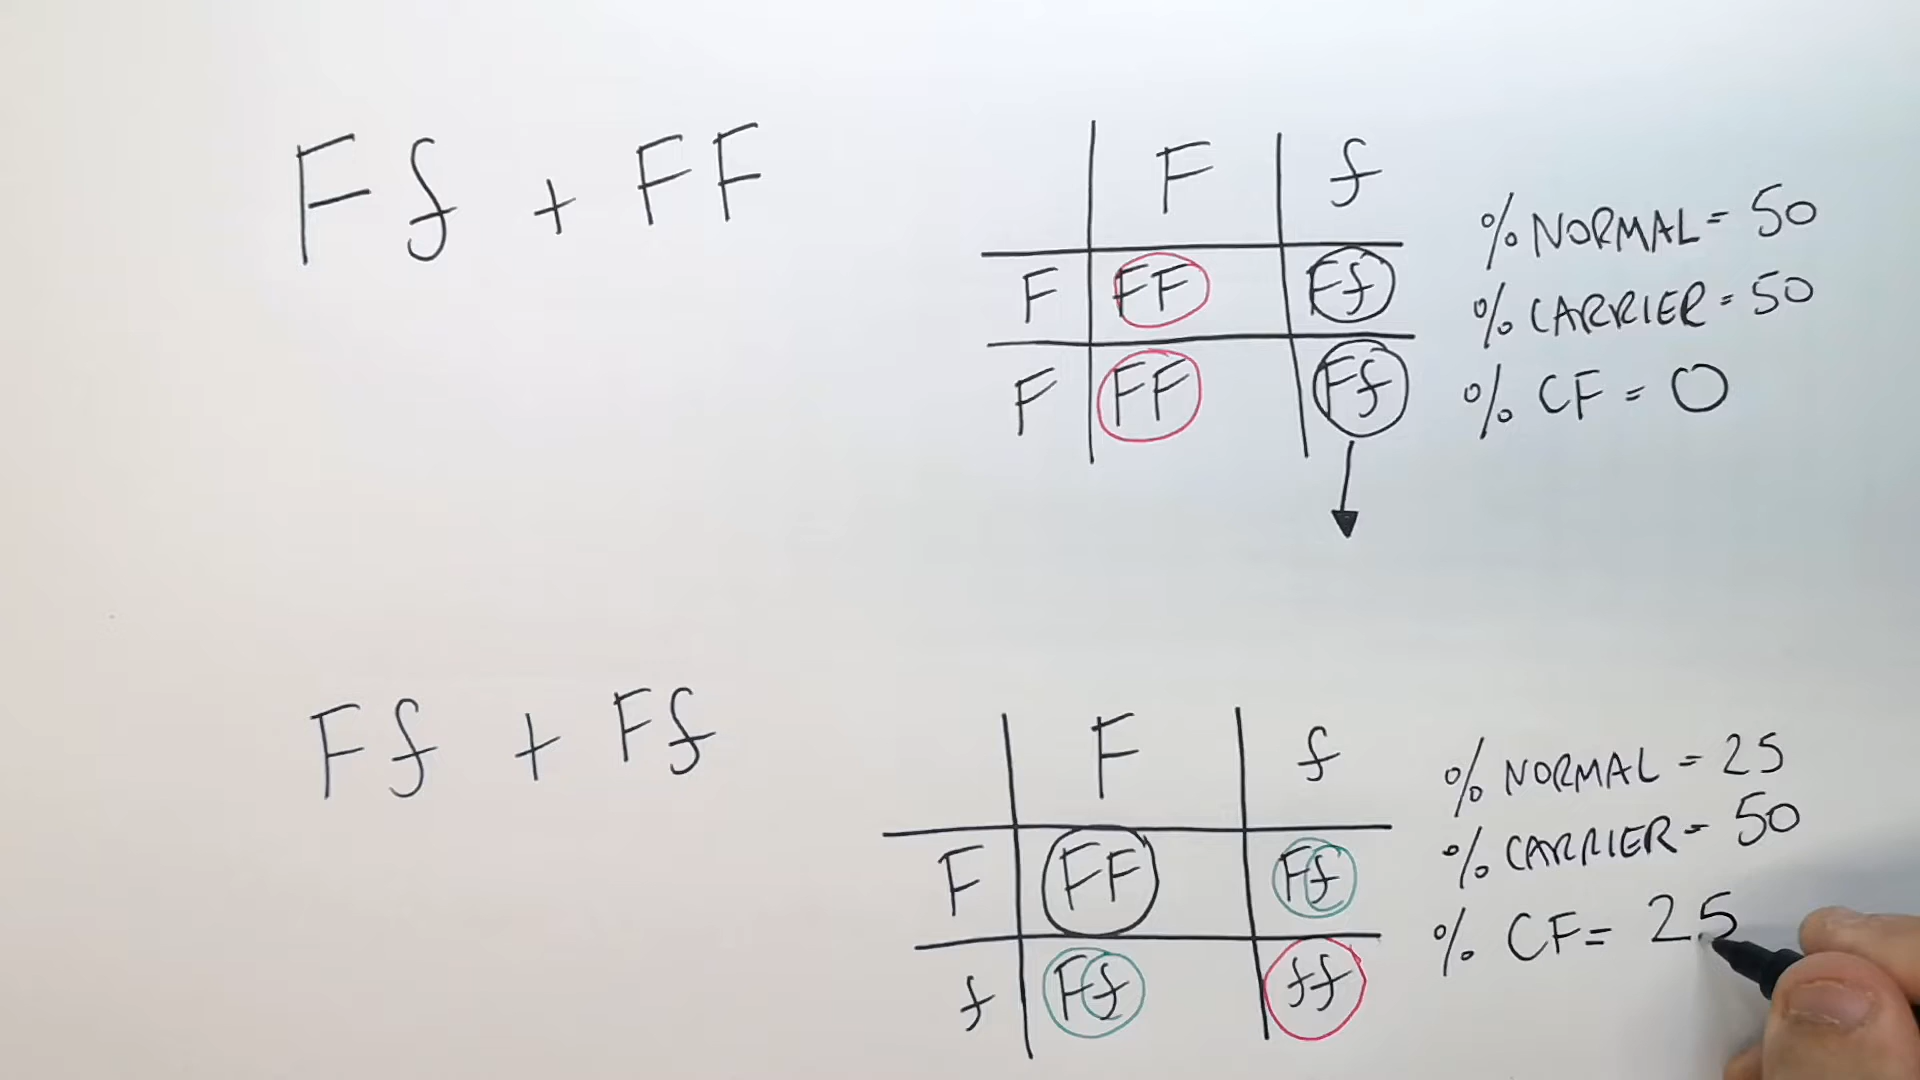 Ff + FF
F f
F FF Ff
F FF Ff
% NORMAL = 50
% CARRIER = 50
% CF = 0
Ff + Ff
F f
F FF Ff
f Ff ff
% NORMAL = 25
% CARRIER = 50
% CF = 25